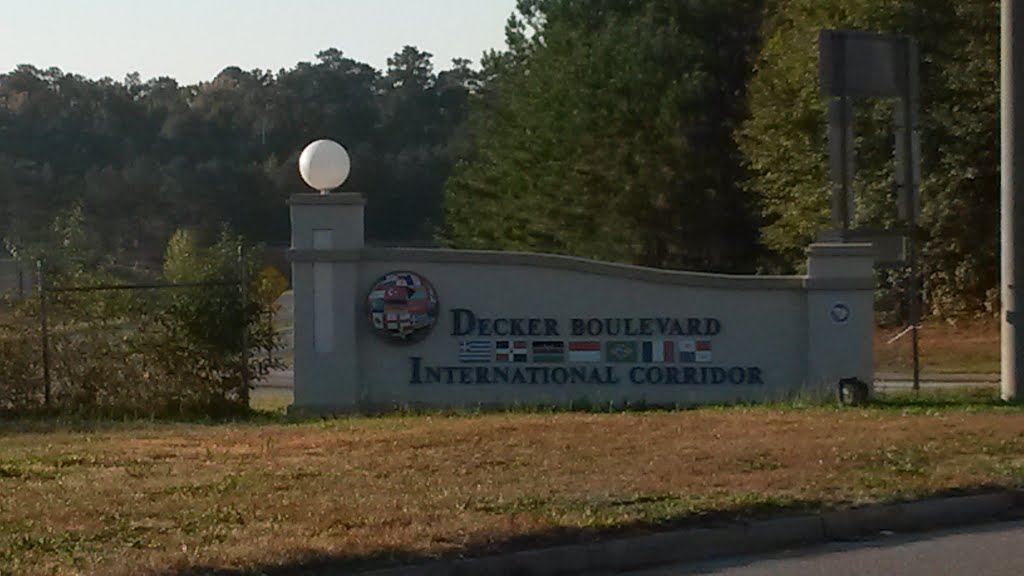 DECKER BOULEVARD
INTERNATIONAL CORRIDOR